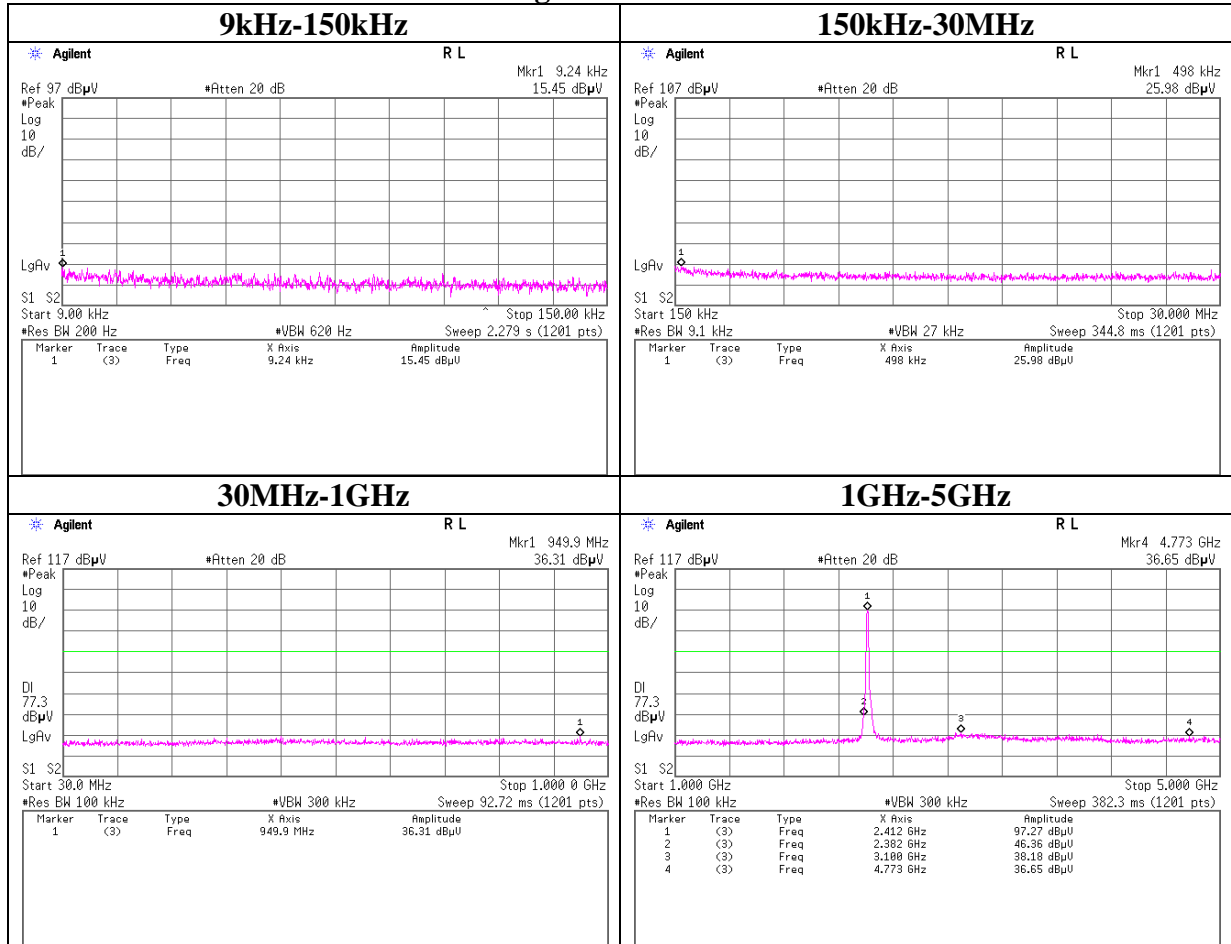 9kHz-150kHz
Agilent
R L
Mkr1 9.24 kHz
Ref 97 dBµV
#Atten 20 dB
15.45 dBµV
#Peak
Log
10
dB/
1
LgAv
S1 S2
Start 9.00 kHz
^
Stop 150.00 kHz
#Res BW 200 Hz
#VBW 620 Hz
Sweep 2.279 s (1201 pts)
Marker Trace Type X Axis Amplitude
1 (3) Freq 9.24 kHz 15.45 dBµV
150kHz-30MHz
Agilent
R L
Mkr1 498 kHz
Ref 107 dBµV
#Atten 20 dB
25.98 dBµV
#Peak
Log
10
dB/
1
LgAv
S1 S2
Start 150 kHz
Stop 30.000 MHz
#Res BW 9.1 kHz
#VBW 27 kHz
Sweep 344.8 ms (1201 pts)
Marker Trace Type X Axis Amplitude
1 (3) Freq 498 kHz 25.98 dBµV
30MHz-1GHz
Agilent
R L
Mkr1 949.9 MHz
Ref 117 dBµV
#Atten 20 dB
36.31 dBµV
#Peak
Log
10
dB/
DI
77.3
dBµV
1
LgAv
S1 S2
Start 30.0 MHz
Stop 1.000 0 GHz
#Res BW 100 kHz
#VBW 300 kHz
Sweep 92.72 ms (1201 pts)
Marker Trace Type X Axis Amplitude
1 (3) Freq 949.9 MHz 36.31 dBµV
1GHz-5GHz
Agilent
R L
Mkr4 4.773 GHz
Ref 117 dBµV
#Atten 20 dB
36.65 dBµV
#Peak
Log
10
dB/
1
DI
77.3
dBµV
2
3
4
LgAv
S1 S2
Start 1.000 GHz
Stop 5.000 GHz
#Res BW 100 kHz
#VBW 300 kHz
Sweep 382.3 ms (1201 pts)
Marker Trace Type X Axis Amplitude
1 (3) Freq 2.412 GHz 97.27 dBµV
2 (3) Freq 2.382 GHz 46.36 dBµV
3 (3) Freq 3.100 GHz 38.18 dBµV
4 (3) Freq 4.773 GHz 36.65 dBµV